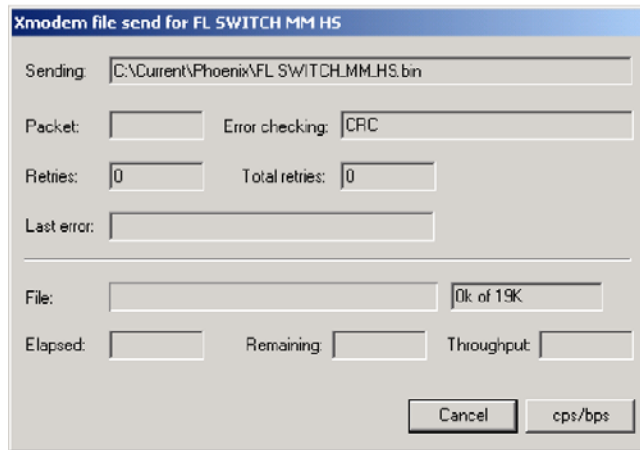 Xmodem file send for FL SWITCH MM HS
Sending: C:\Current\Phoenix\FL SWITCH_MM_HS.bin
Packet: Error checking: CRC
Retries: 0 Total retries: 0
Last error:
File: 0k of 19K
Elapsed: Remaining: Throughput:
Cancel cps/bps